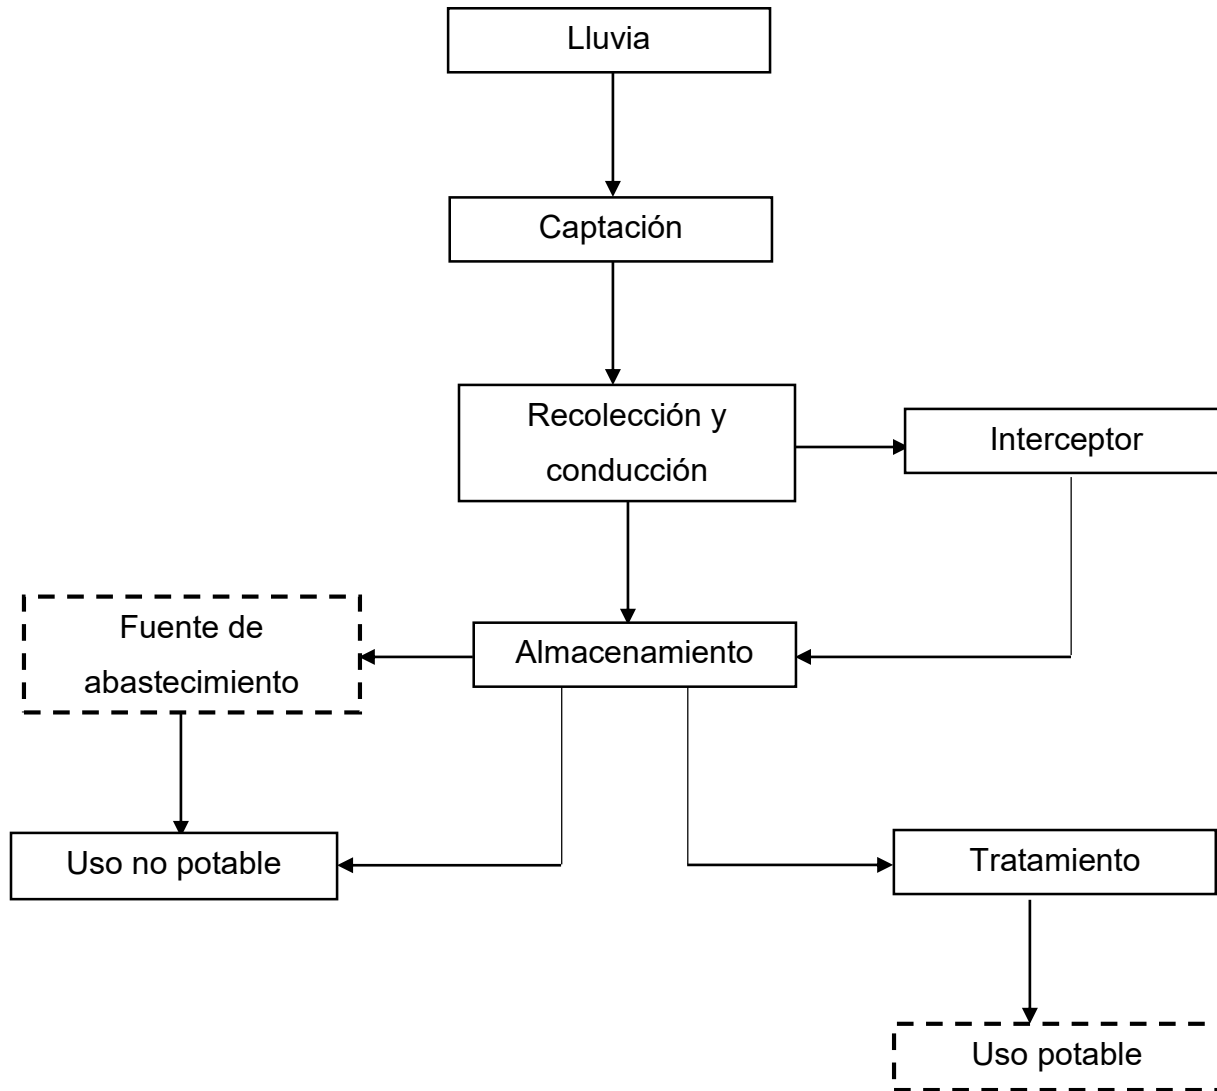 Lluvia
Captación
Recolección y
conducción
Interceptor
Fuente de
abastecimiento
Almacenamiento
Uso no potable
Tratamiento
Uso potable